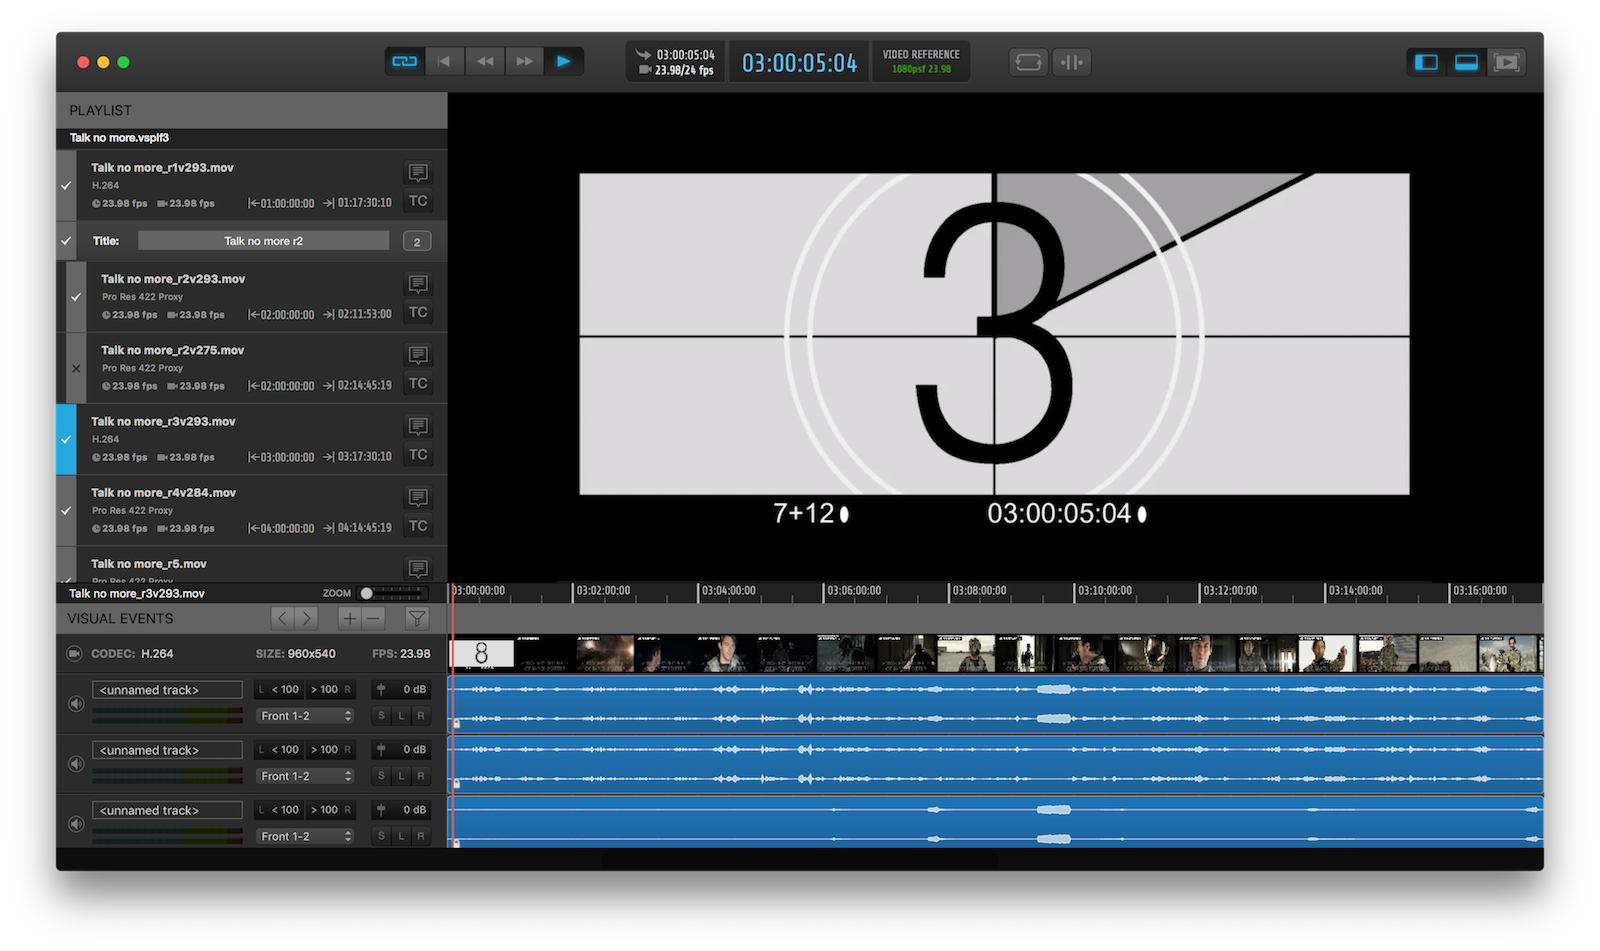 03:00:05:04
23.98/24 fps
03:00:05:04
VIDEO REFERENCE
1080psf 23.98
PLAYLIST
Talk no more.vsplf3
Talk no more_r1v293.mov
H.264
23.98 fps 23.98 fps 01:00:00:00 01:17:30:10 TC
Title: Talk no more r2 2
Talk no more_r2v293.mov
Pro Res 422 Proxy
23.98 fps 23.98 fps 02:00:00:00 02:11:53:00 TC
Talk no more_r2v275.mov
Pro Res 422 Proxy
23.98 fps 23.98 fps 02:00:00:00 02:14:45:19 TC
Talk no more_r3v293.mov
H.264
23.98 fps 23.98 fps 03:00:00:00 03:17:30:10 TC
Talk no more_r4v284.mov
Pro Res 422 Proxy
23.98 fps 23.98 fps 04:00:00:00 04:14:45:19 TC
Talk no more_r5.mov
Pro Res 422 Proxy
3
7+12 03:00:05:04
Talk no more_r3v293.mov ZOOM
03:00:00:00 03:02:00:00 03:04:00:00 03:06:00:00 03:08:00:00 03:10:00:00 03:12:00:00 03:14:00:00 03:16:00:00
VISUAL EVENTS
CODEC: H.264 SIZE: 960x540 FPS: 23.98
8
<unnamed track> L < 100 > 100 R 0 dB
Front 1-2 S L R
<unnamed track> L < 100 > 100 R 0 dB
Front 1-2 S L R
<unnamed track> L < 100 > 100 R 0 dB
Front 1-2 S L R